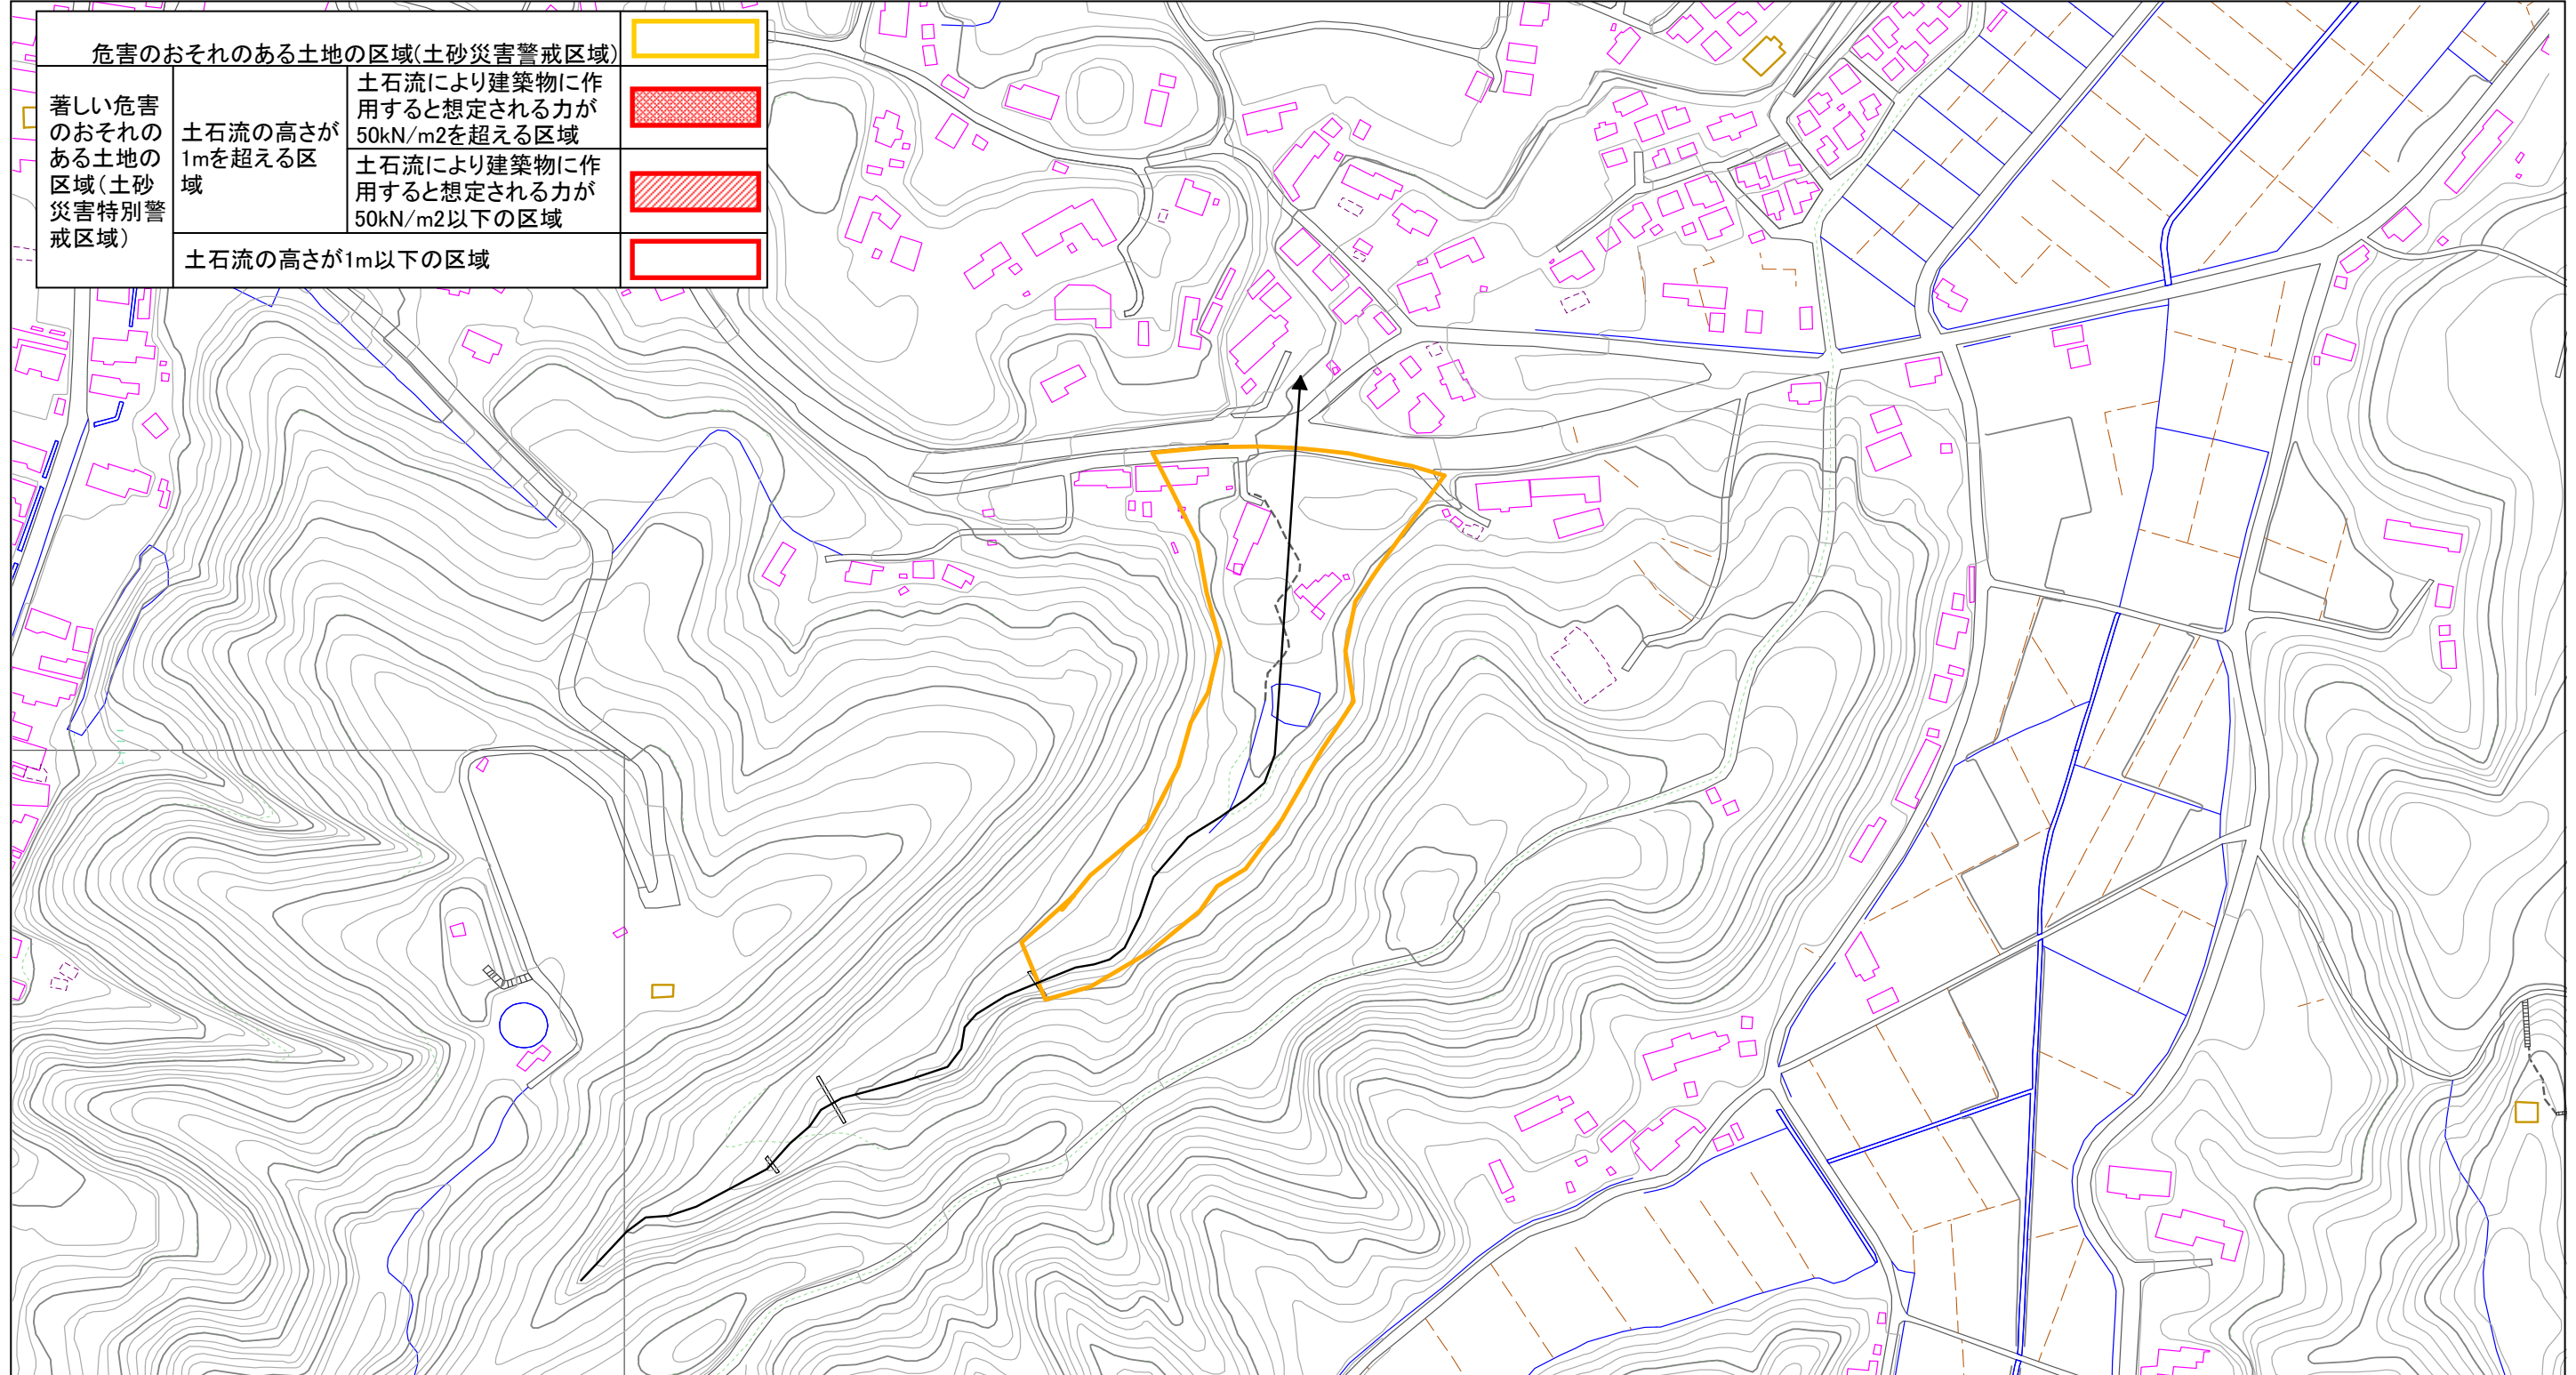 危害のおそれのある土地の区域(土砂災害警戒区域)
著しい危害
のおそれの
ある土地の
区域(土砂
災害特別警
戒区域)
土石流の高さが
1mを超える区
域
土石流により建築物に作
用すると想定される力が
50kN/m2を超える区域
土石流により建築物に作
用すると想定される力が
50kN/m2以下の区域
土石流の高さが1m以下の区域